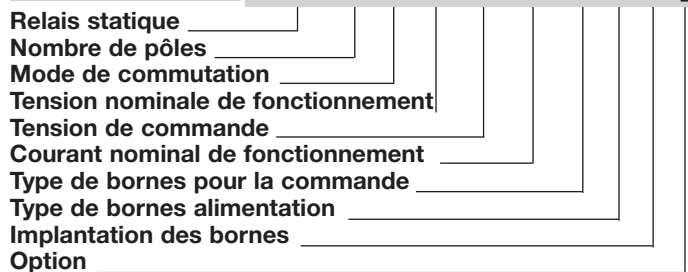 Relais statique
Nombre de pôles
Mode de commutation
Tension nominale de fonctionnement
Tension de commande
Courant nominal de fonctionnement
Type de bornes pour la commande
Type de bornes alimentation
Implantation des bornes
Option